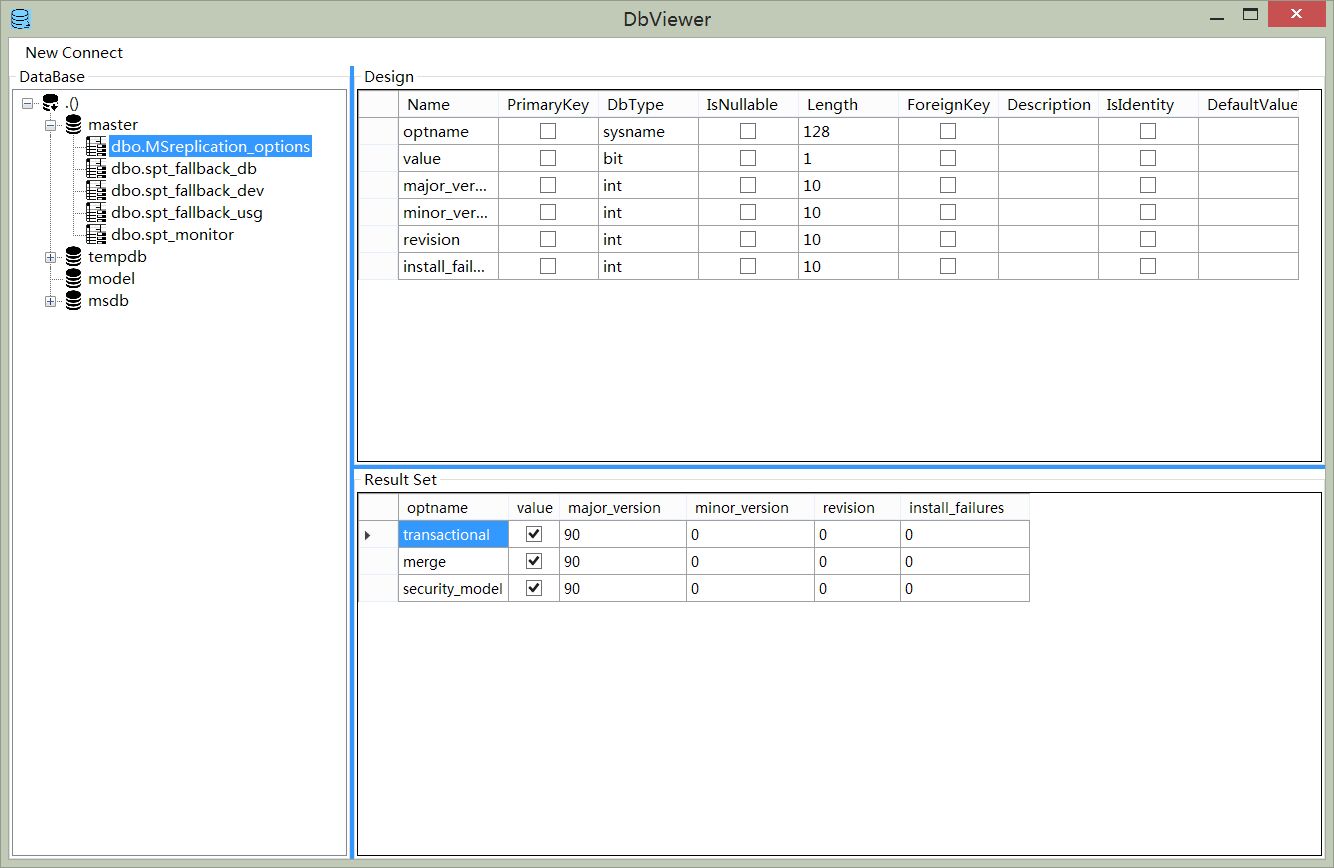 DbViewer
New Connect
DataBase
.()
master
dbo.MSreplication_options
dbo.spt_fallback_db
dbo.spt_fallback_dev
dbo.spt_fallback_usg
dbo.spt_monitor
tempdb
model
msdb
Design
Name PrimaryKey DbType IsNullable Length ForeignKey Description IsIdentity DefaultValue
optname sysname 128
value bit 1
major_ver... int 10
minor_ver... int 10
revision int 10
install_fail... int 10
Result Set
optname value major_version minor_version revision install_failures
transactional 90 0 0 0
merge 90 0 0 0
security_model 90 0 0 0